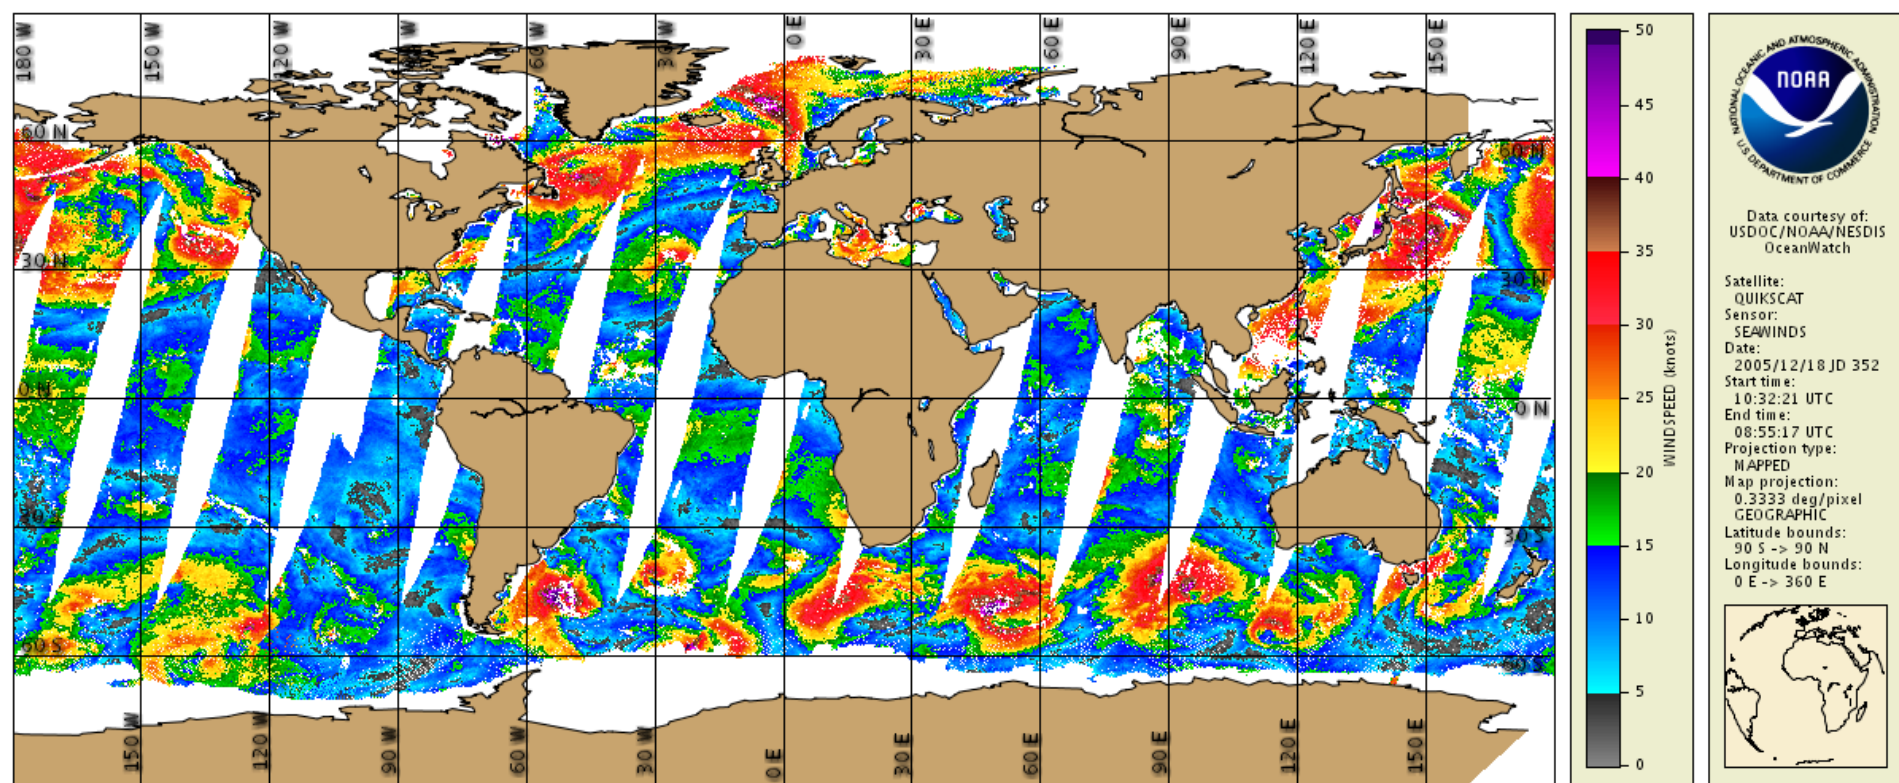 180 W
150 W
120 W
60 W
30 W
0 E
30 E
60 E
90 E
120 E
150 E
60 N
60 N
30 N
30 N
0 N
0 N
30 S
30 S
60 S
60 S
150 W
120 W
90 W
60 W
30 W
0 E
30 E
60 E
90 E
120 E
150 E
50
45
40
35
30
25
20
15
10
5
0
WINDSPEED (knots)
NATIONAL OCEANIC AND ATMOSPHERIC ADMINISTRATION
NOAA
U.S. DEPARTMENT OF COMMERCE
Data courtesy of:
USDOC/NOAA/NESDIS
OceanWatch
Satellite:
QUIKSCAT
Sensor:
SEAWINDS
Date:
2005/12/18 JD 352
Start time:
10:32:21 UTC
End time:
08:55:17 UTC
Projection type:
MAPPED
Map projection:
0.3333 deg/pixel
GEOGRAPHIC
Latitude bounds:
90 S -> 90 N
Longitude bounds:
0 E -> 360 E